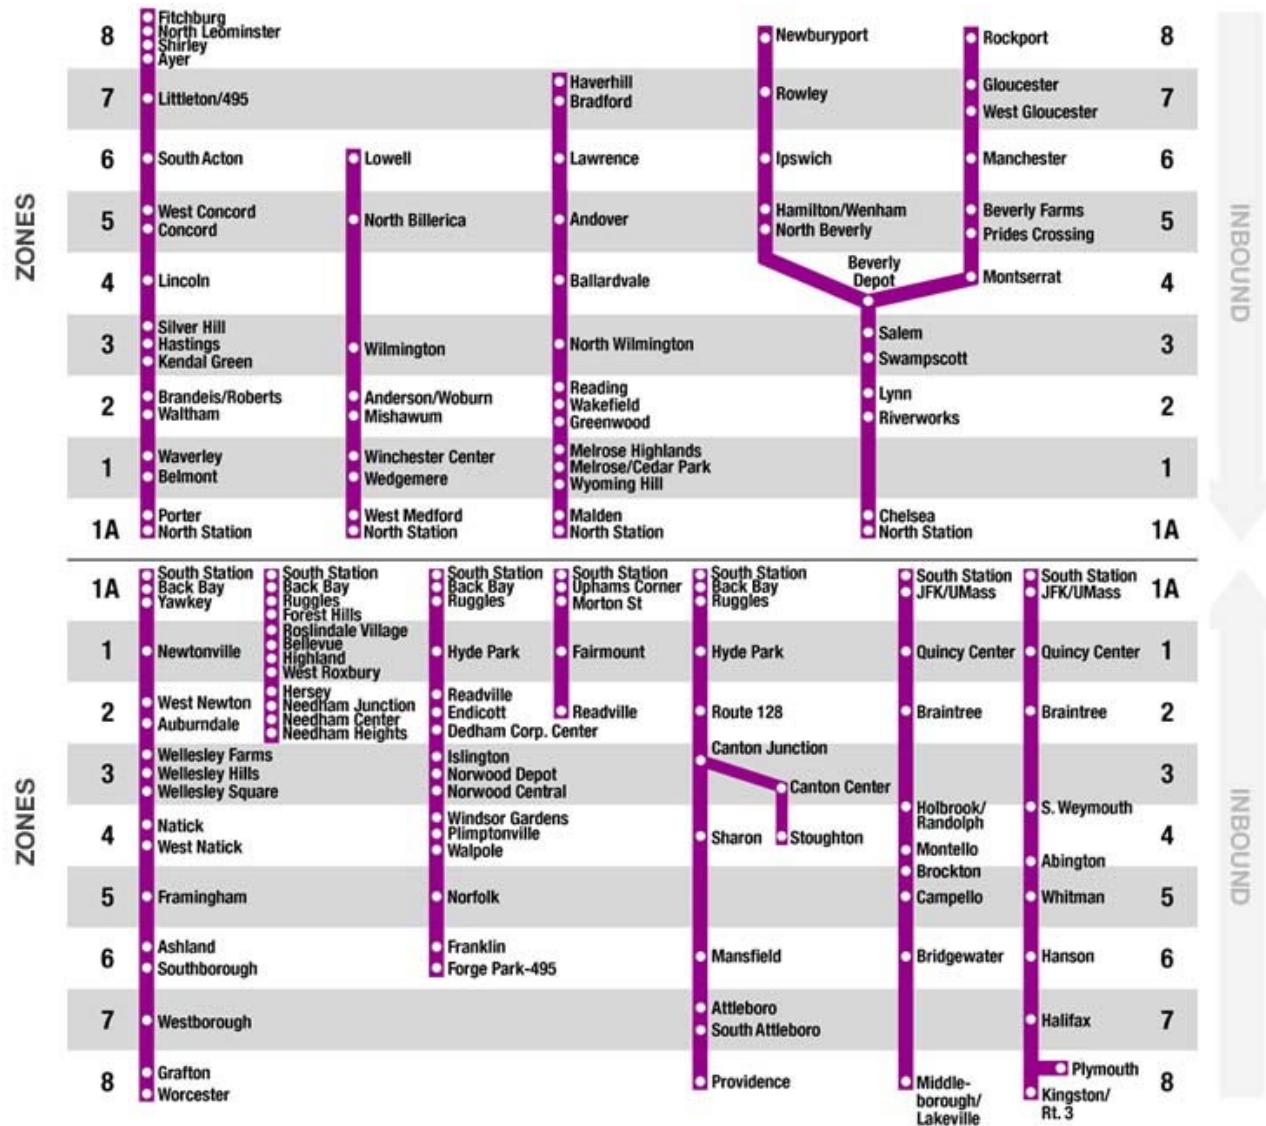 ZONES
8
Fitchburg
North Leominster
Shirley
Ayer
7
Littleton/495
6
South Acton
5
West Concord
Concord
4
Lincoln
3
Silver Hill
Hastings
Kendal Green
2
Brandeis/Roberts
Waltham
1
Waverley
Belmont
1A
Porter
North Station
Lowell
North Billerica
Wilmington
Anderson/Woburn
Mishawum
Winchester Center
Wedgemere
West Medford
North Station
Haverhill
Bradford
Lawrence
Andover
Ballardvale
North Wilmington
Reading
Wakefield
Greenwood
Melrose Highlands
Melrose/Cedar Park
Wyoming Hill
Malden
North Station
Newburyport
Rowley
Ipswich
Hamilton/Wenham
North Beverly
Beverly
Depot
Salem
Swampscott
Lynn
Riverworks
Chelsea
North Station
Rockport
Gloucester
West Gloucester
Manchester
Beverly Farms
Prides Crossing
Montserrat
8
7
6
5
4
3
2
1
1A
INBOUND
ZONES
1A
1
2
3
4
5
6
7
8
South Station
Back Bay
Yawkey
Newtonville
West Newton
Auburndale
Wellesley Farms
Wellesley Hills
Wellesley Square
Natick
West Natick
Framingham
Ashland
Southborough
Westborough
Grafton
Worcester
South Station
Back Bay
Ruggles
Forest Hills
Roslindale Village
Bellevue
Highland
West Roxbury
Hersey
Needham Junction
Needham Center
Needham Heights
South Station
Back Bay
Ruggles
Hyde Park
Readville
Endicott
Dedham Corp. Center
Islington
Norwood Depot
Norwood Central
Windsor Gardens
Plimptonville
Walpole
Norfolk
Franklin
Forge Park-495
South Station
Uphams Corner
Morton St
Fairmount
Readville
South Station
Back Bay
Ruggles
Hyde Park
Route 128
Canton Junction
Canton Center
Sharon
Stoughton
Mansfield
Attleboro
South Attleboro
Providence
South Station
JFK/UMass
Quincy Center
Braintree
Holbrook/
Randolph
Montello
Brockton
Campello
Bridgewater
Middle-
borough/
Lakeville
South Station
JFK/UMass
Quincy Center
Braintree
S. Weymouth
Abington
Whitman
Hanson
Halifax
Plymouth
Kingston/
Rt. 3
1A
1
2
3
4
5
6
7
8
INBOUND